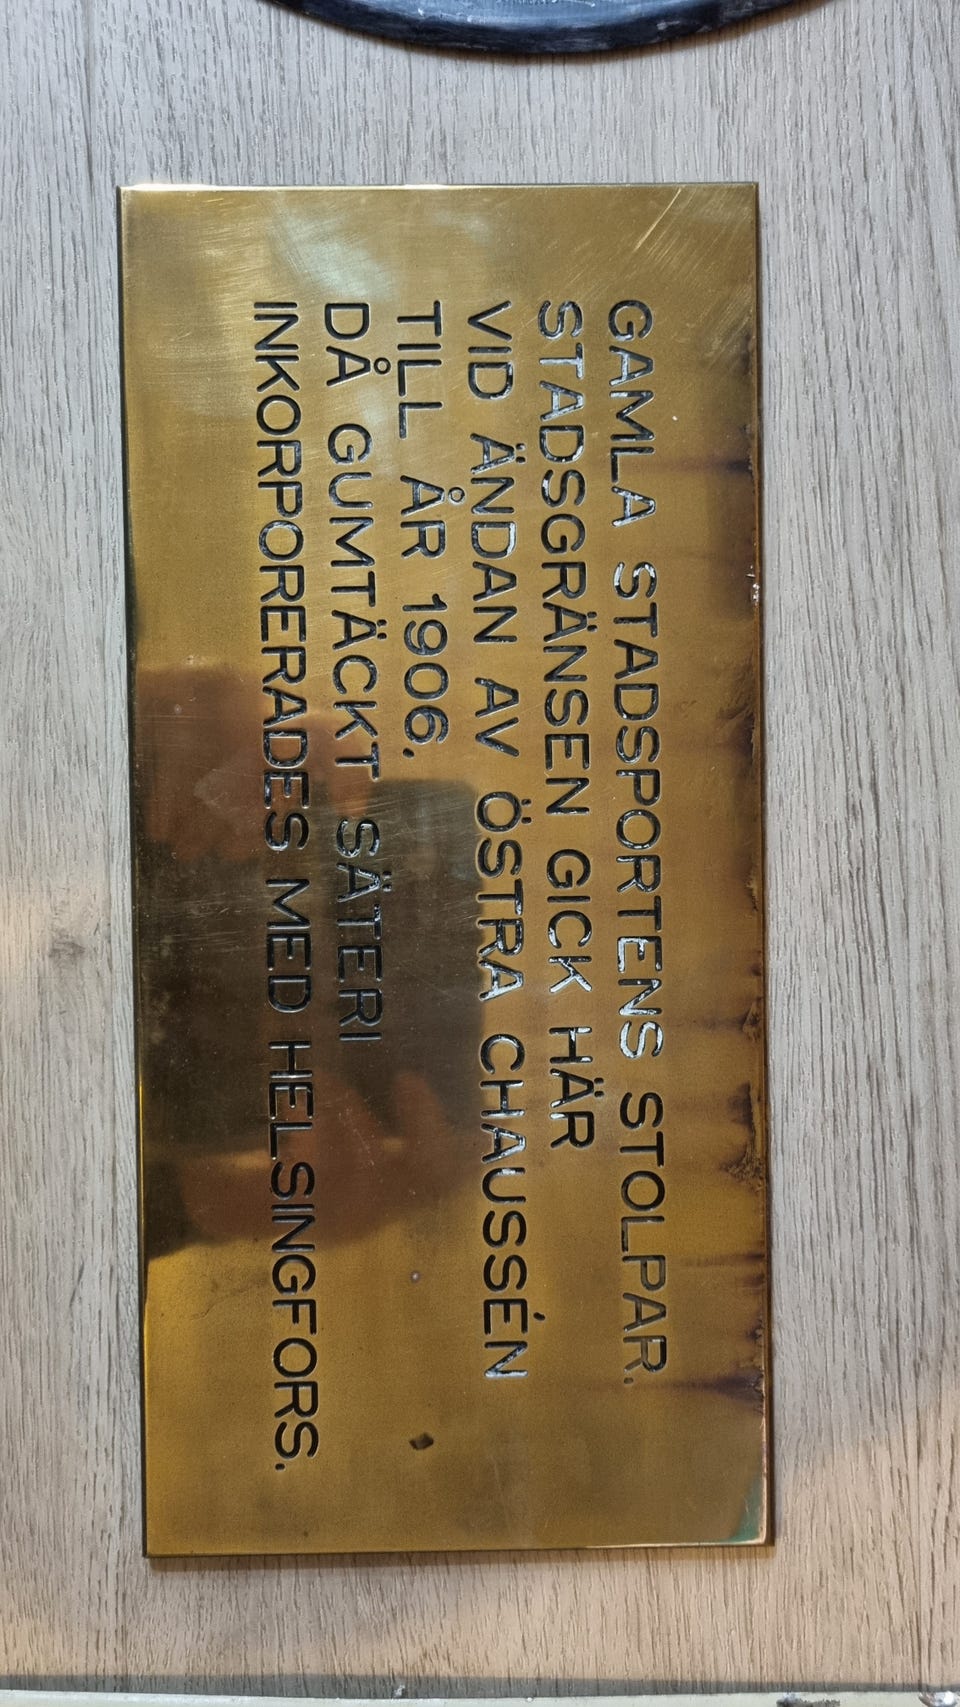 GAMLA STADSPORTENS STOLPAR.
STADSGRÄNSEN GICK HÄR
VID ÄNDAN AV ÖSTRA CHAUSSÉN
TILL ÅR 1906.
DÅ GUMTÄCKT SÄTERI
INKORPORERADES MED HELSINGFORS.